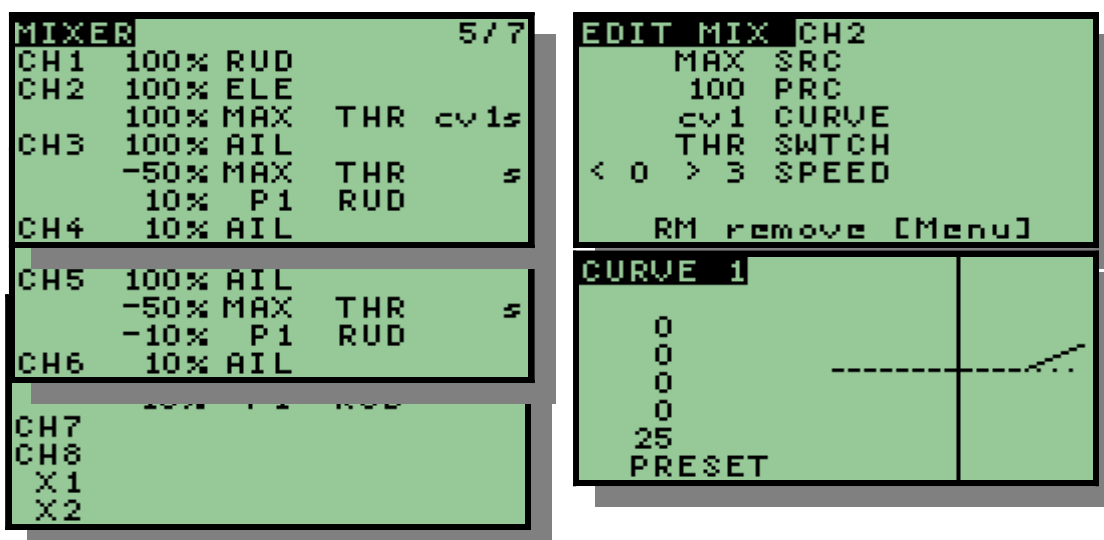 MIXER 5/7
CH1 100% RUD
CH2 100% ELE
100% MAX THR cv1s
CH3 100% AIL
-50% MAX THR s
10% P1 RUD
CH4 10% AIL
CH5 100% AIL
-50% MAX THR s
-10% P1 RUD
CH6 10% AIL
CH7
CH8
X1
X2
EDIT MIX CH2
MAX SRC
100 PRC
cv1 CURVE
THR SWTCH
< 0 > 3 SPEED
RM remove [Menu]
CURVE 1
0
0
0
0
25
PRESET